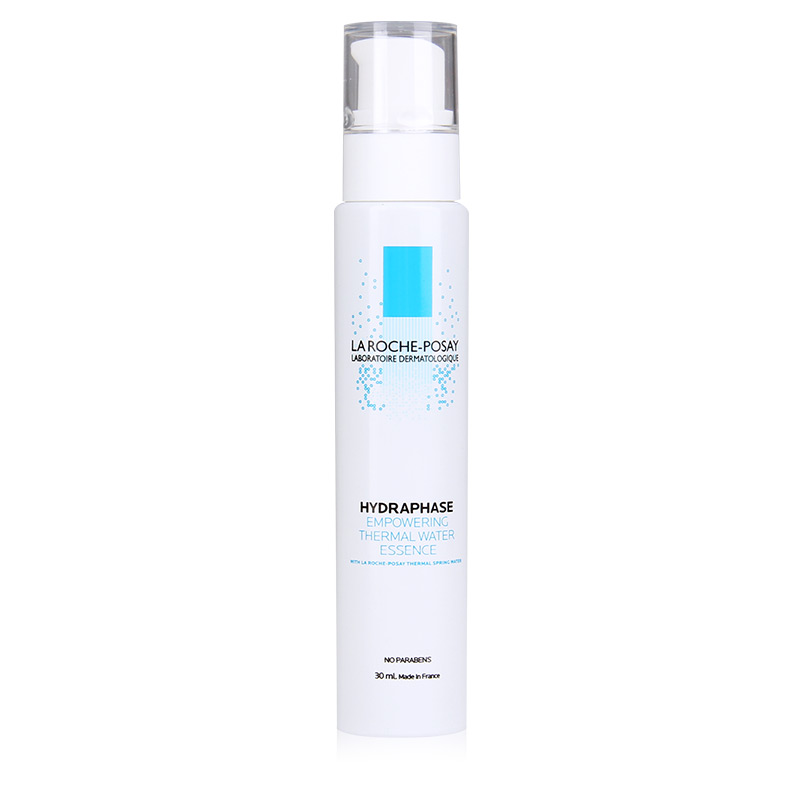 LA ROCHE-POSAY
LABORATOIRE DERMATOLOGIQUE
HYDRAPHASE
EMPOWERING
THERMAL WATER
ESSENCE
WITH LA ROCHE-POSAY THERMAL SPRING WATER
NO PARABENS
30 mL Made in France